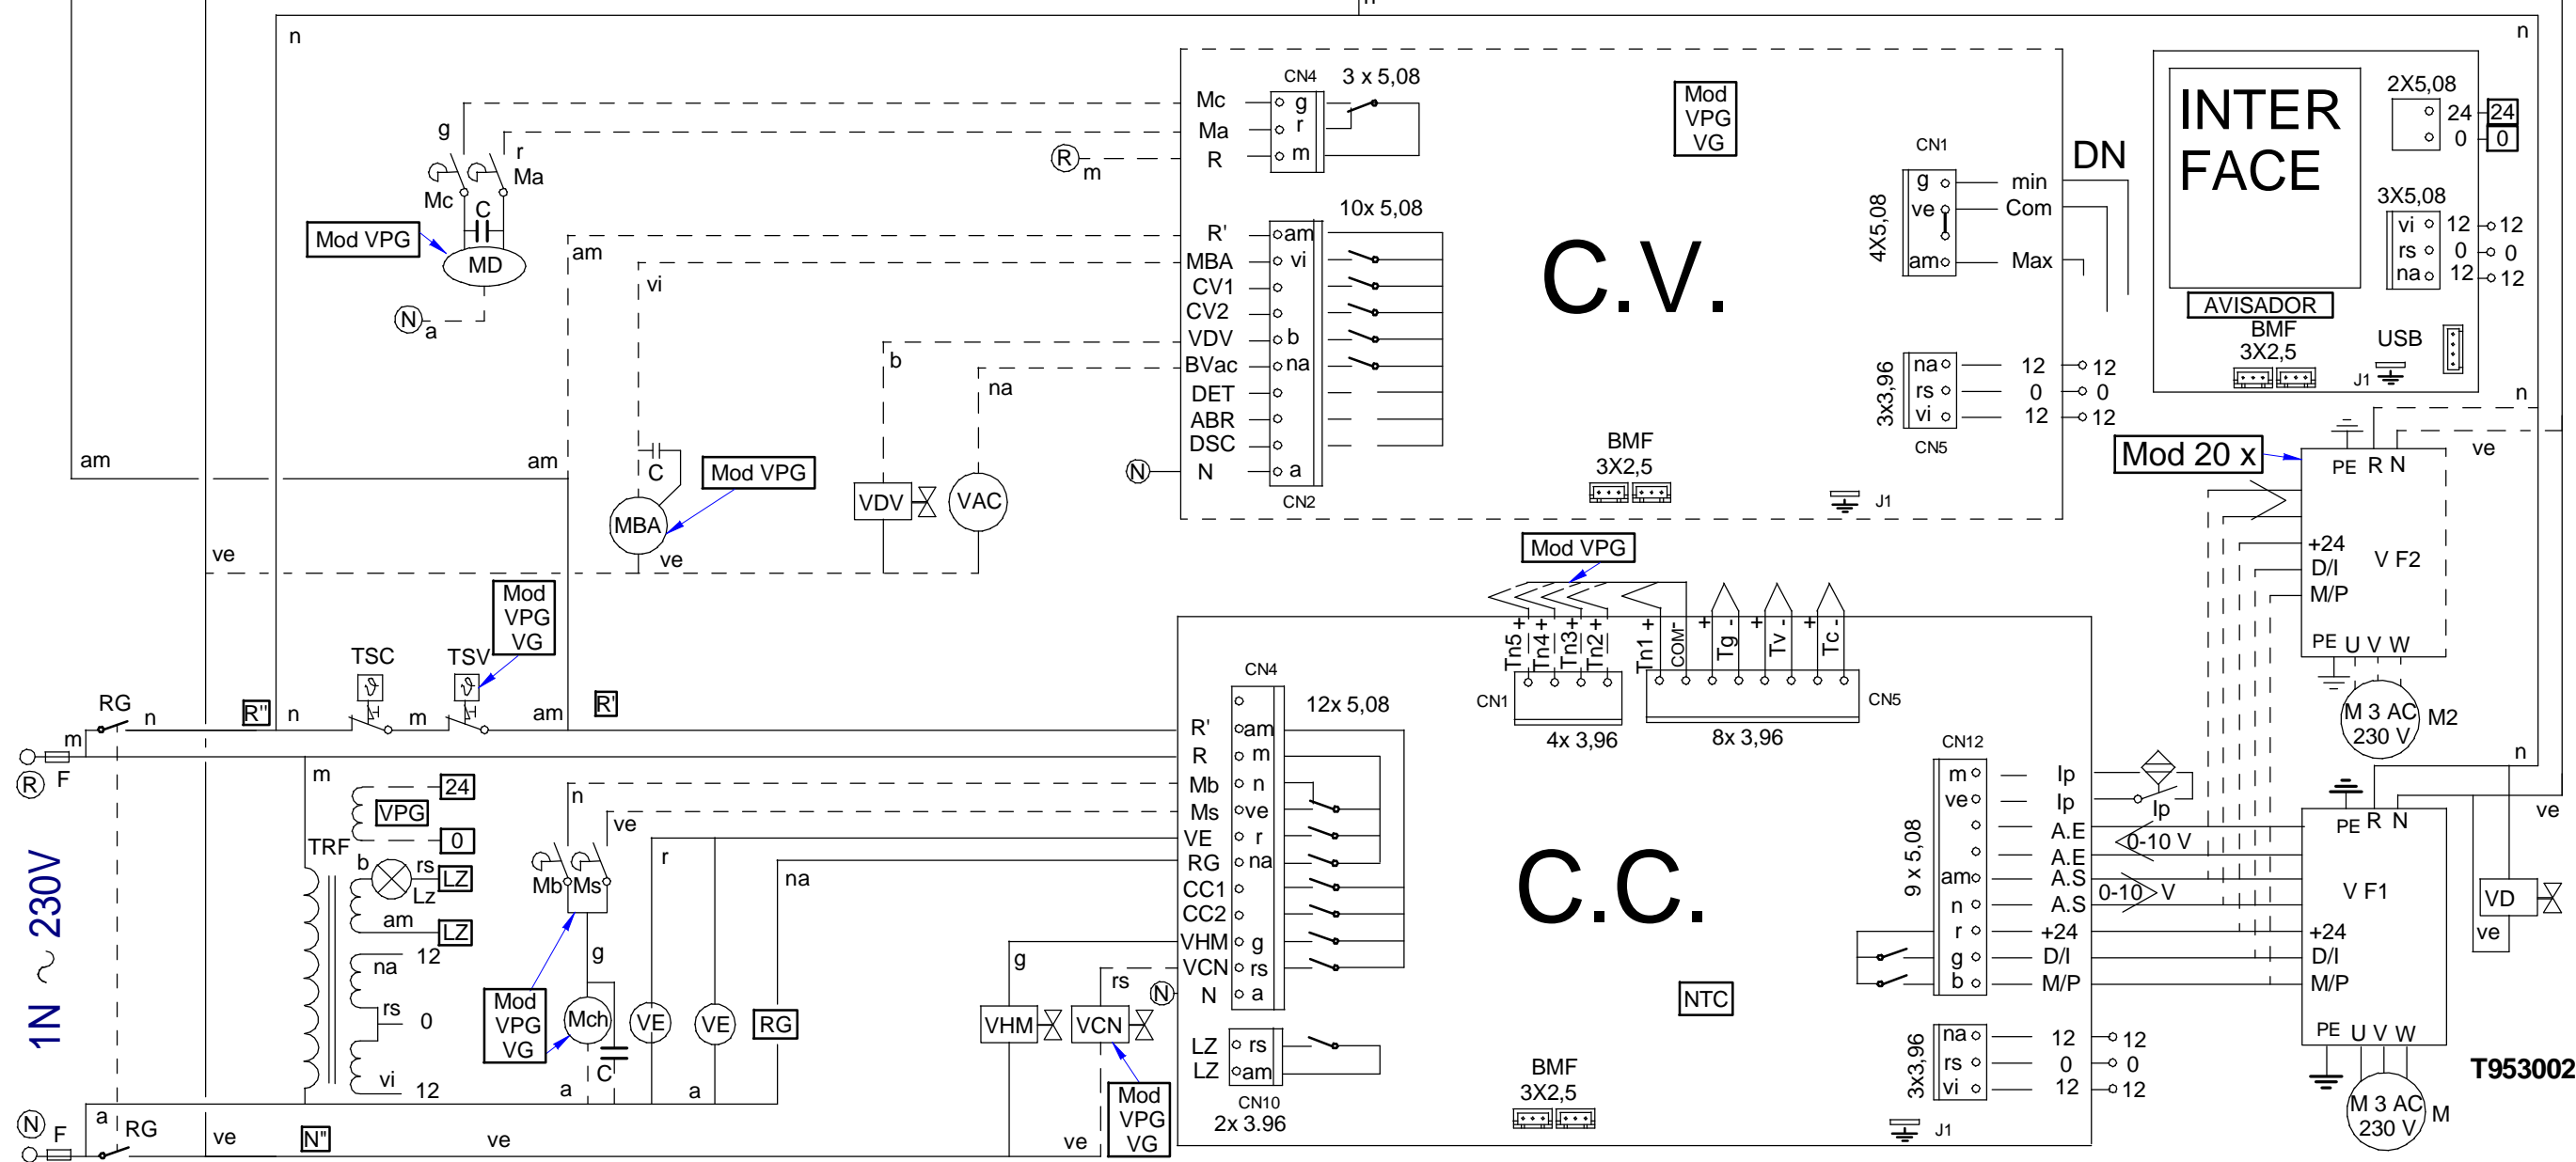 n
n
n
CN4
3 x 5,08
Mc
g
Ma
r
R
m
R
m
g
r
Ma
Mc
C
Mod VPG
MD
N
a
Mod
VPG
VG
CN1
DN
4X5,08
g
min
ve
Com
am
Max
INTER
FACE
2X5,08
24
24
0
0
3X5,08
vi
12
12
rs
0
0
na
12
12
AVISADOR
BMF
3X2,5
USB
J1
10x 5,08
R'
am
MBA
vi
CV1
CV2
VDV
b
BVac
na
DET
ABR
DSC
N
N
a
CN2
C.V.
am
vi
b
na
3x3,96
na
12
12
rs
0
0
vi
12
12
CN5
BMF
3X2,5
J1
am
am
C
Mod VPG
MBA
VDV
VAC
ve
ve
n
ve
Mod 20 x
PE
R
N
+24
D/I
M/P
V F2
PE
U
V
W
M 3 AC
230 V
M2
Mod VPG
Tn5 +
Tn4 +
Tn3+
Tn2 +
Tn1 +
COM-
+
Tg
-
+
Tv
-
+
Tc
-
CN1
4x 3,96
8x 3,96
CN5
Mod
VPG
VG
TSC
TSV
RG
n
R"
n
m
am
R'
m
R
F
CN4
12x 5,08
R'
am
R
m
Mb
n
Ms
ve
VE
r
RG
na
CC1
CC2
VHM
g
VCN
rs
N
N
a
LZ
rs
LZ
am
CN10
2x 3.96
C.C.
NTC
BMF
3X2,5
J1
CN12
9 x 5,08
m
Ip
ve
Ip
Ip
A.E
A.E
0-10 V
am
A.S
n
A.S
0-10 V
r
+24
g
D/I
b
M/P
3x3,96
na
12
12
rs
0
0
vi
12
12
n
ve
PE
R
N
V F1
+24
D/I
M/P
PE
U
V
W
M 3 AC
230 V
M
VD
ve
T953002
1N ~ 230V
m
24
VPG
0
TRF
b
rs
LZ
Lz
am
LZ
na
12
rs
0
vi
12
n
ve
Mb
Ms
r
na
g
Mod
VPG
VG
Mch
C
a
VE
VE
a
RG
g
rs
VHM
VCN
Mod
VPG
VG
N
F
a
RG
ve
N"
ve
ve